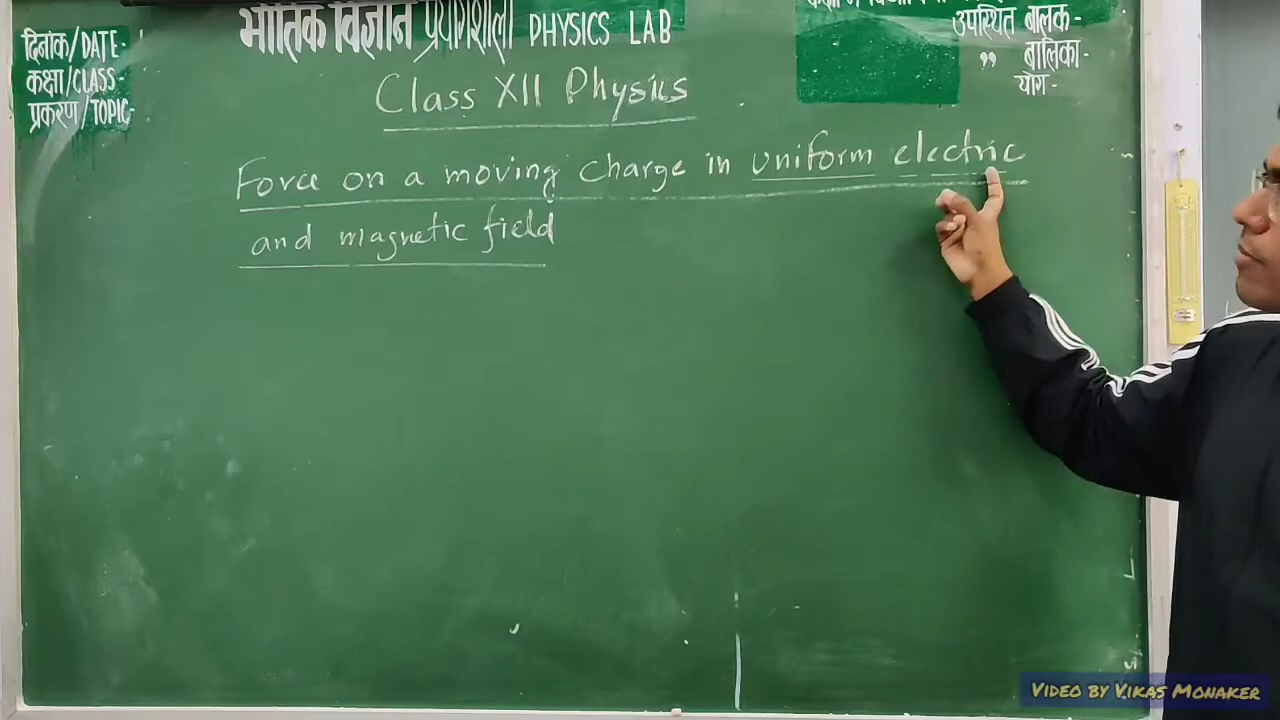 दिनांक/DATE-
कक्षा/CLASS-
प्रकरण/TOPIC-
भौतिक विज्ञान प्रयोगशाला PHYSICS LAB
उपस्थित बालक-
,, बालिका-
योग-
Class XII Physics
Force on a moving charge in uniform electric
and magnetic field
VIDEO BY VIKAS MONAKER